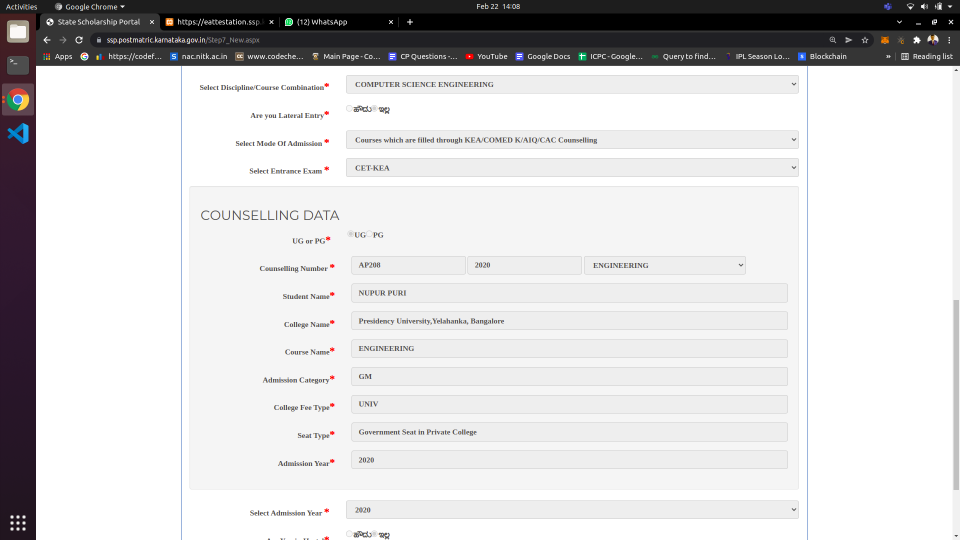 Activities Google Chrome Feb 22 14:08
State Scholarship Portal https://eattestation.ssp.k (12) WhatsApp
ssp.postmatric.karnataka.gov.in/Step7_New.aspx
Apps https://codef... nac.nitk.ac.in www.codeche... Main Page - Co... CP Questions - ... YouTube Google Docs ICPC - Google... Query to find... IPL Season Lo... Blockchain » Reading list
Select Discipline/Course Combination* COMPUTER SCIENCE ENGINEERING
Are you Lateral Entry* ಹೌದು ಇಲ್ಲ
Select Mode Of Admission * Courses which are filled through KEA/COMED K/AIQ/CAC Counselling
Select Entrance Exam * CET-KEA
COUNSELLING DATA
UG or PG* UG PG
Counselling Number * AP208 2020 ENGINEERING
Student Name* NUPUR PURI
College Name* Presidency University,Yelahanka, Bangalore
Course Name* ENGINEERING
Admission Category* GM
College Fee Type* UNIV
Seat Type* Government Seat in Private College
Admission Year* 2020
Select Admission Year * 2020
ಹೌದು ಇಲ್ಲ